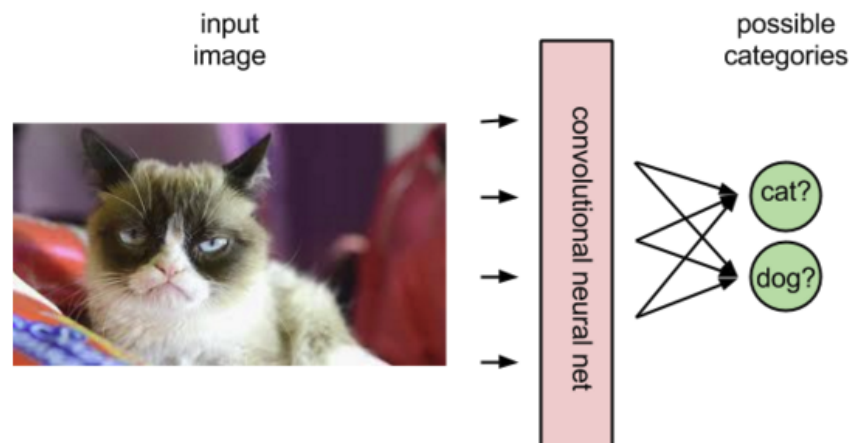 input
image
possible
categories
convolutional neural net
cat?
dog?